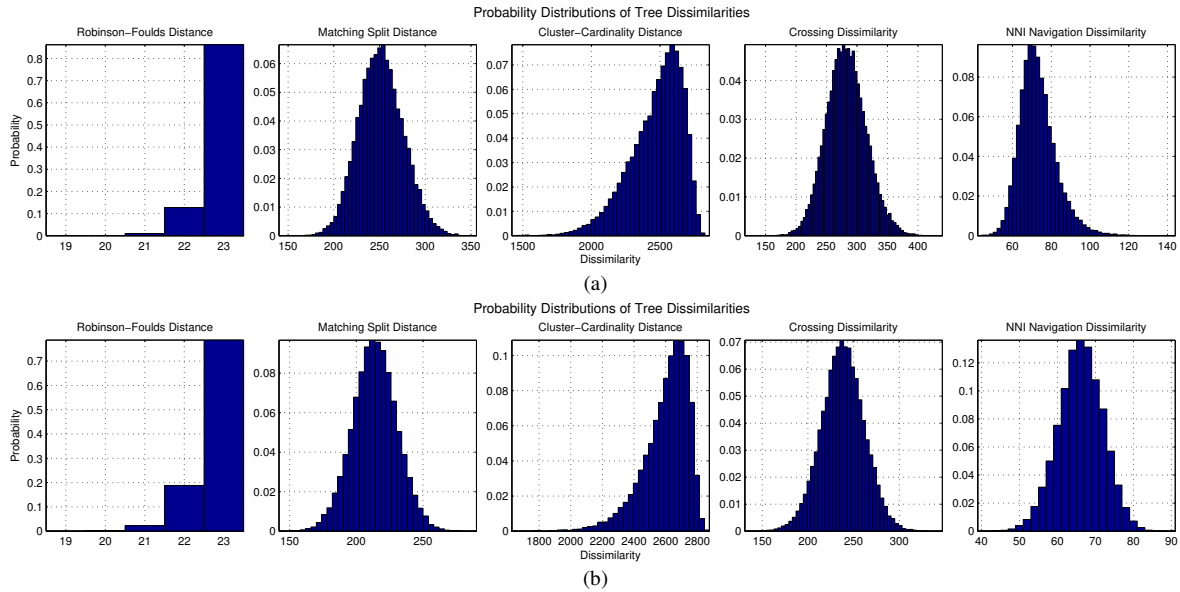 Probability Distributions of Tree Dissimilarities
Robinson−Foulds Distance
Matching Split Distance
Cluster−Cardinality Distance
Crossing Dissimilarity
NNI Navigation Dissimilarity
Probability
0.8
0.7
0.6
0.5
0.4
0.3
0.2
0.1
0
19 20 21 22 23
0.06
0.05
0.04
0.03
0.02
0.01
0
150 200 250 300 350
0.07
0.06
0.05
0.04
0.03
0.02
0.01
0
1500 2000 2500
Dissimilarity
0.04
0.03
0.02
0.01
0
150 200 250 300 350 400
0.08
0.06
0.04
0.02
0
60 80 100 120 140
(a)
Probability Distributions of Tree Dissimilarities
Robinson−Foulds Distance
Matching Split Distance
Cluster−Cardinality Distance
Crossing Dissimilarity
NNI Navigation Dissimilarity
Probability
0.7
0.6
0.5
0.4
0.3
0.2
0.1
0
19 20 21 22 23
0.08
0.06
0.04
0.02
0
150 200 250
0.1
0.08
0.06
0.04
0.02
0
1800 2000 2200 2400 2600 2800
Dissimilarity
0.07
0.06
0.05
0.04
0.03
0.02
0.01
0
150 200 250 300
0.12
0.1
0.08
0.06
0.04
0.02
0
40 50 60 70 80 90
(b)